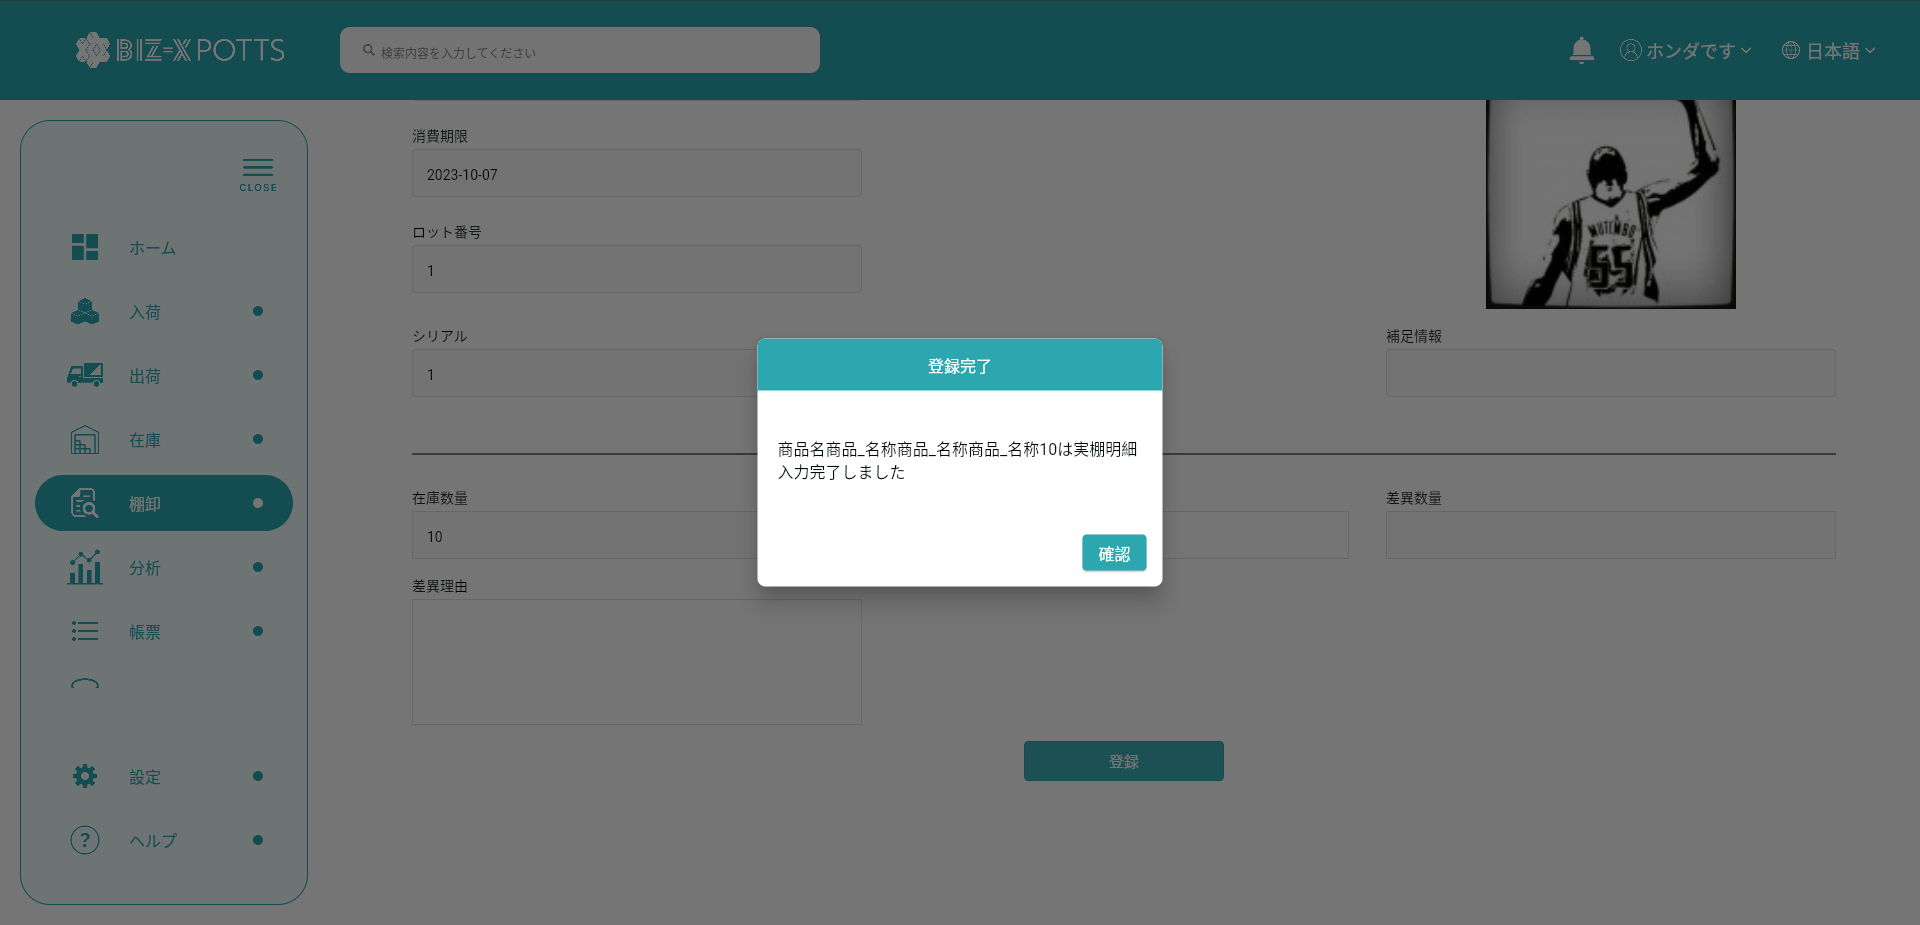 BIZ=X POTTS
検索内容を入力してください
ホンダです
日本語
CLOSE
ホーム
入荷
出荷
在庫
棚卸
分析
帳票
設定
ヘルプ
消費期限
2023-10-07
ロット番号
1
シリアル
1
MUTOMBO
55
補足情報
登録完了
商品名商品_名称商品_名称商品_名称10は実棚明細
入力完了しました
確認
在庫数量
10
差異数量
差異理由
登録